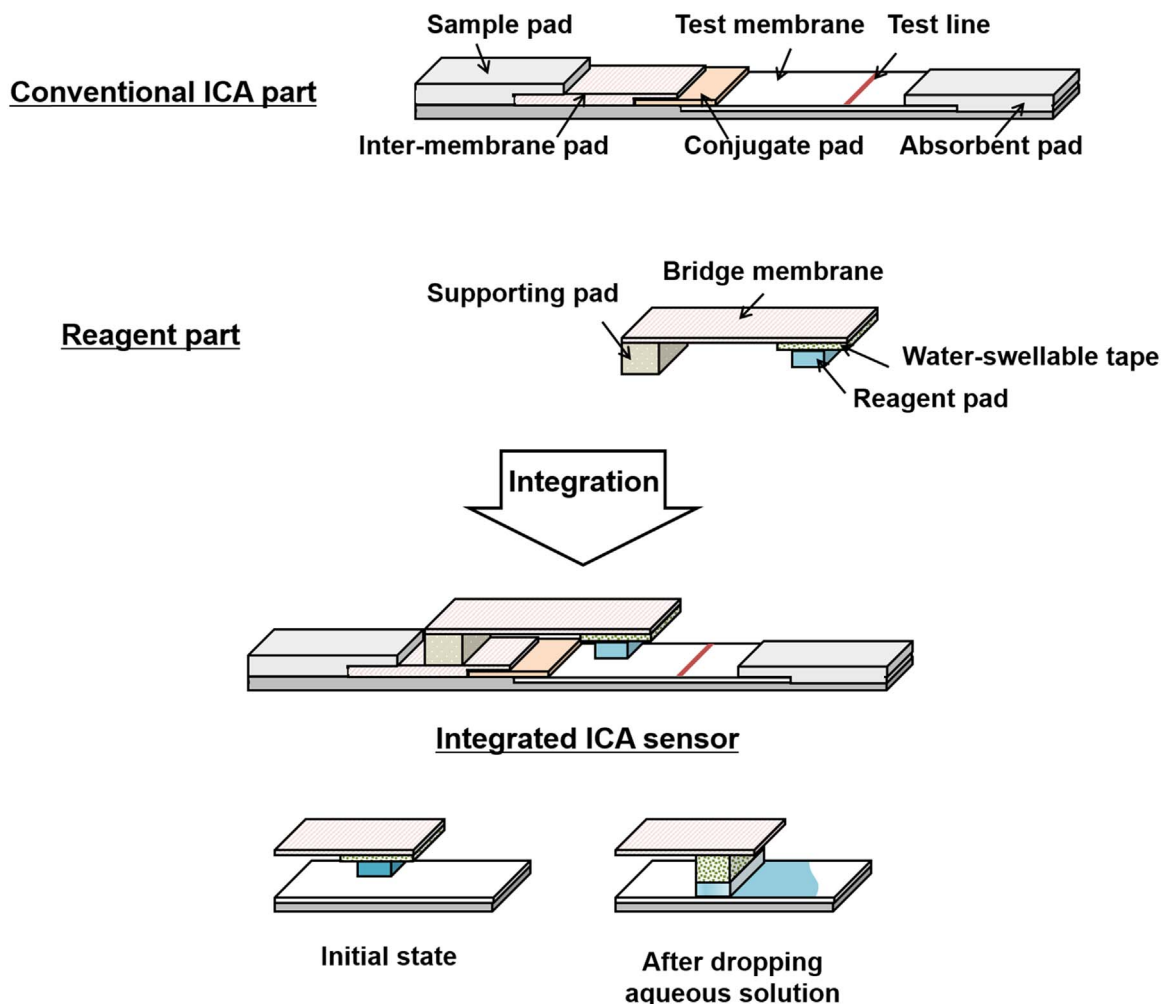 Sample pad
Test membrane
Test line
Conventional ICA part
Inter-membrane pad
Conjugate pad
Absorbent pad
Bridge membrane
Supporting pad
Reagent part
Water-swellable tape
Reagent pad
Integration
Integrated ICA sensor
Initial state
After dropping
aqueous solution